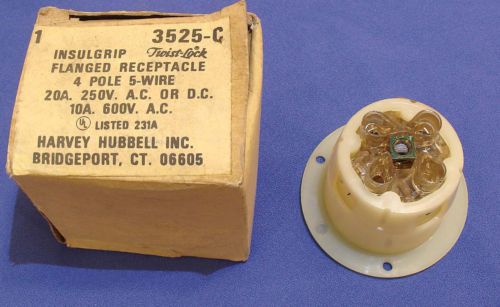 1 3525-C
INSULGRIP Twist-Lock
FLANGED RECEPTACLE
4 POLE 5-WIRE
20A. 250V. A.C. OR D.C.
10A. 600V. A.C.
UL LISTED 231A
HARVEY HUBBELL INC.
BRIDGEPORT, CT. 06605